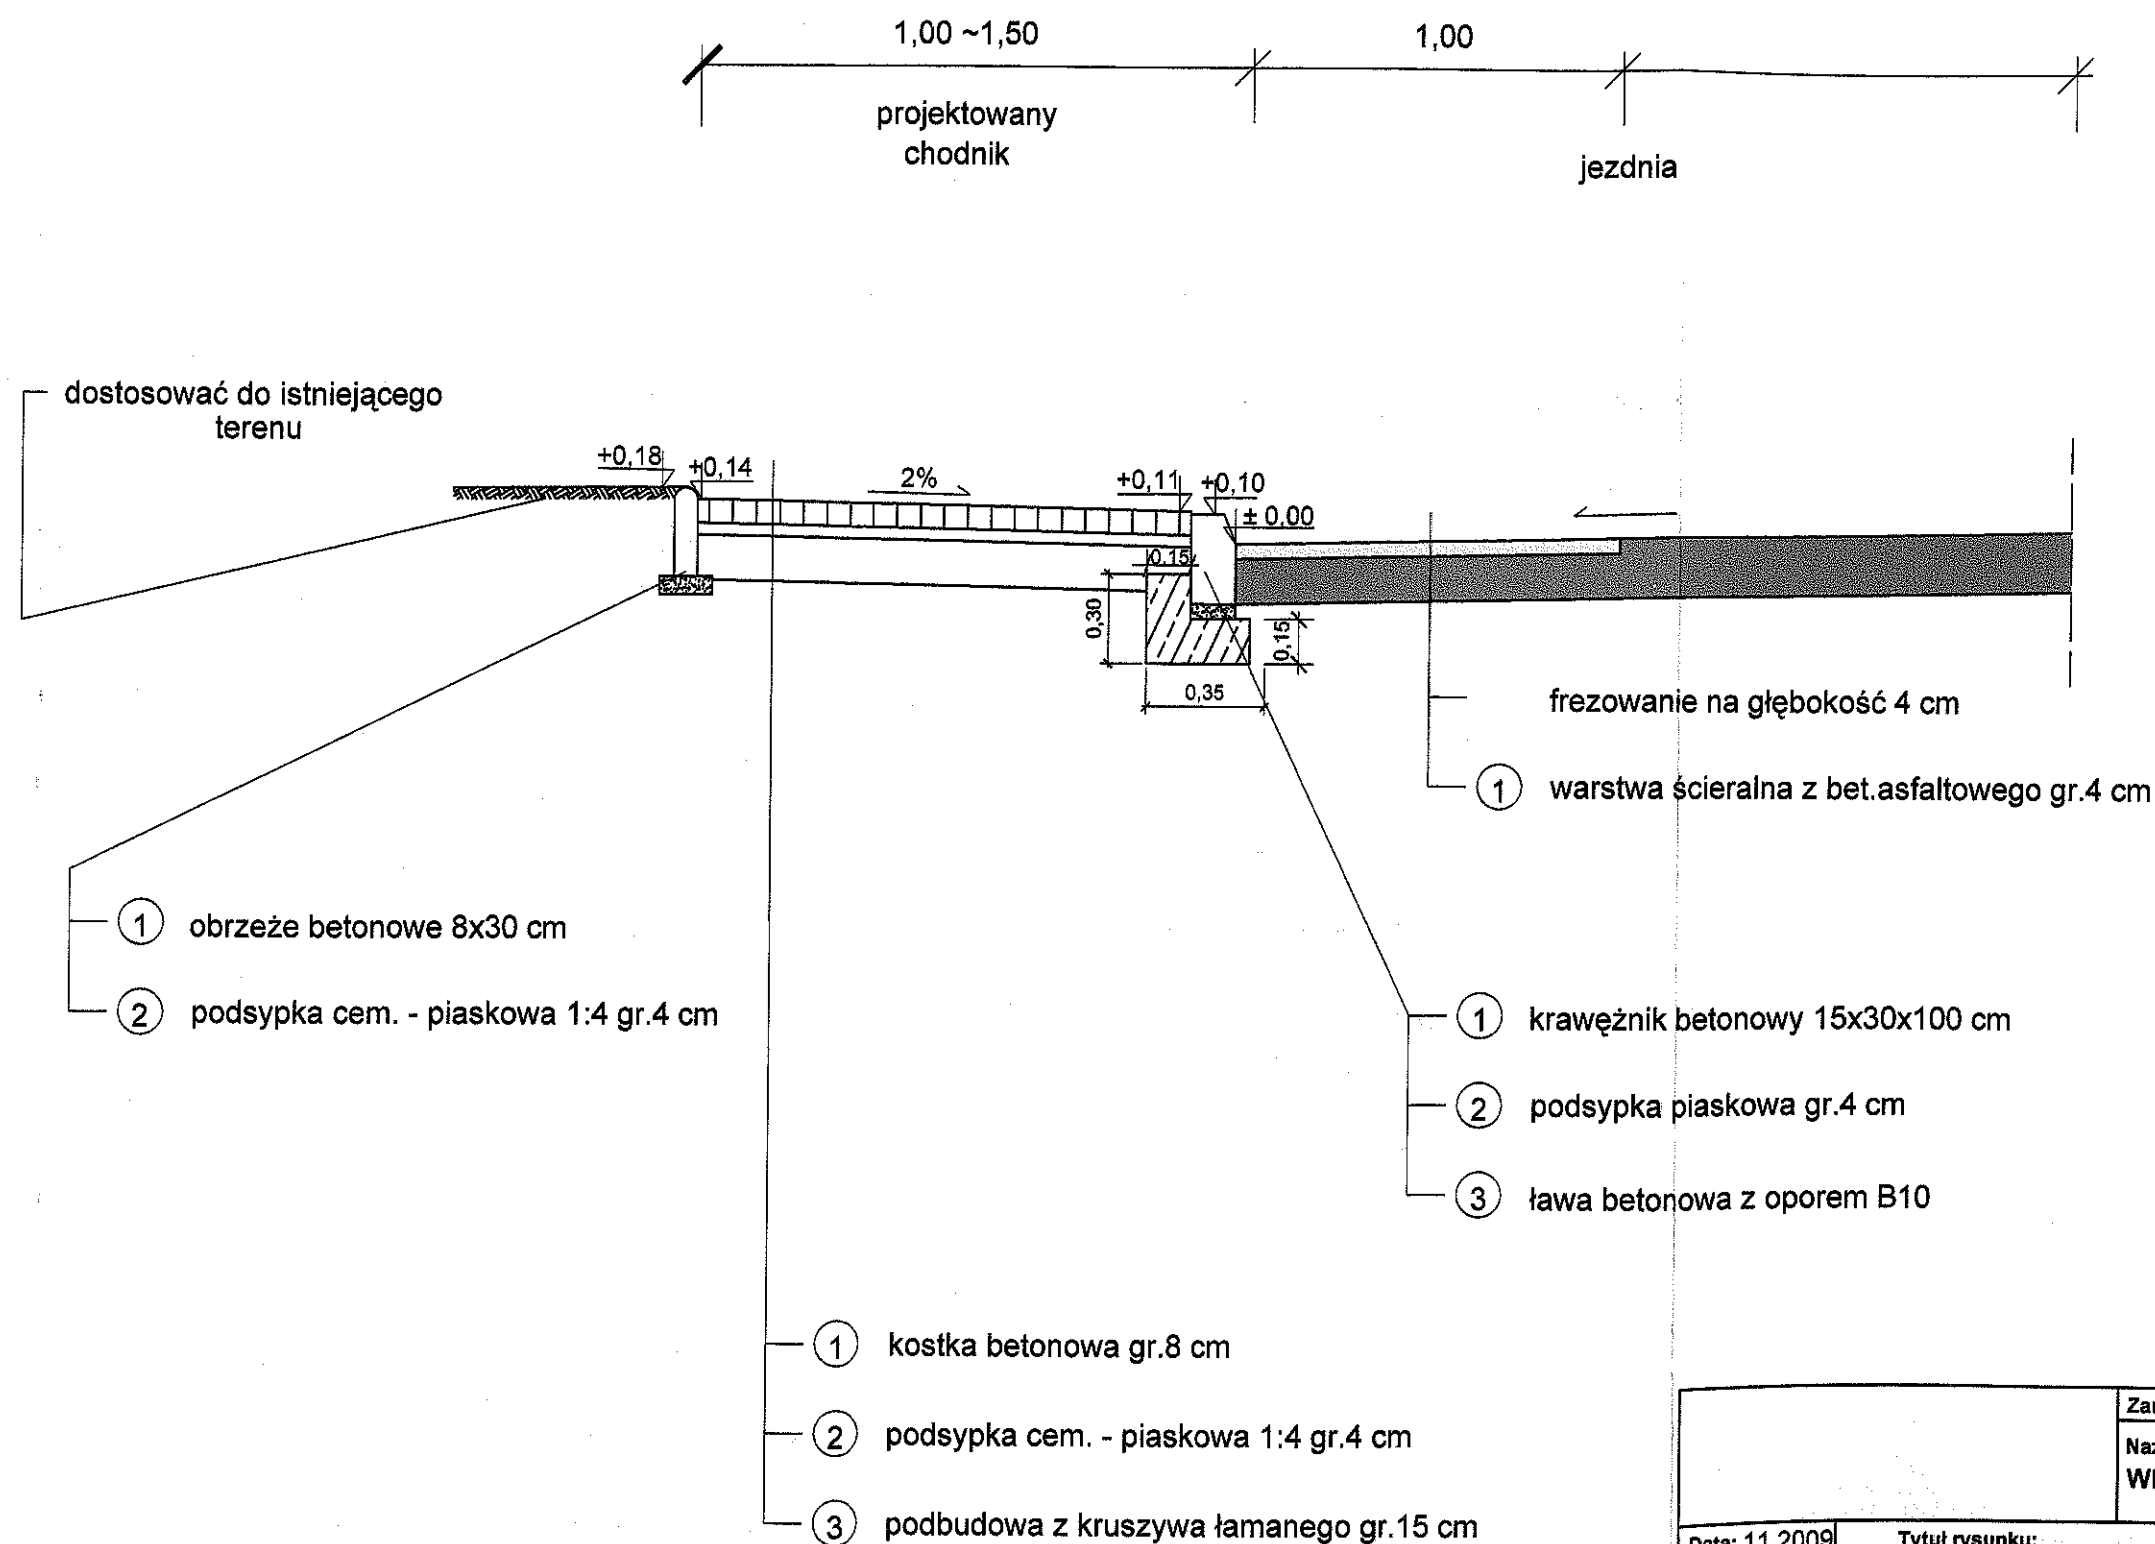 1,00 ~1,50
1,00
projektowany
chodnik
jezdnia
dostosować do istniejącego
terenu
+0,18
+0,14
2%
+0,11
+0,10
± 0,00
0,15
0,30
0,15
0,35
frezowanie na głębokość 4 cm
1 warstwa ścieralna z bet.asfaltowego gr.4 cm
1 obrzeże betonowe 8x30 cm
2 podsypka cem. - piaskowa 1:4 gr.4 cm
1 krawężnik betonowy 15x30x100 cm
2 podsypka piaskowa gr.4 cm
3 ława betonowa z oporem B10
1 kostka betonowa gr.8 cm
2 podsypka cem. - piaskowa 1:4 gr.4 cm
3 podbudowa z kruszywa łamanego gr.15 cm
Data: 11.2009
Tytuł rysunku: